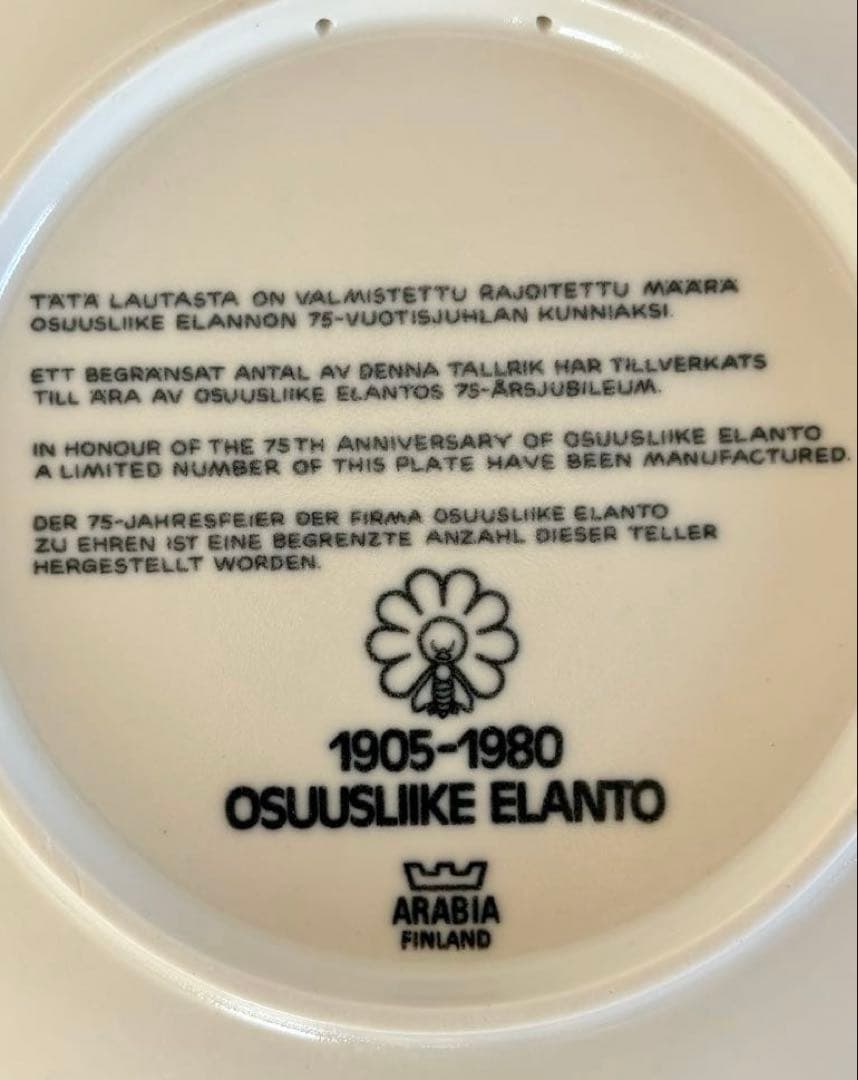 TÄTÄ LAUTASTA ON VALMISTETTU RAJOITETTU MÄÄRÄ
OSUUSLIIKE ELANNON 75-VUOTISJUHLAN KUNNIAKSI.
ETT BEGRÄNSAT ANTAL AV DENNA TALLRIK HAR TILLVERKATS
TILL ÄRA AV OSUUSLIIKE ELANTOS 75-ÅRSJUBILEUM.
IN HONOUR OF THE 75TH ANNIVERSARY OF OSUUSLIIKE ELANTO
A LIMITED NUMBER OF THIS PLATE HAVE BEEN MANUFACTURED.
DER 75-JAHRESFEIER DER FIRMA OSUUSLIIKE ELANTO
ZU EHREN IST EINE BEGRENZTE ANZAHL DIESER TELLER
HERGESTELLT WORDEN.
1905-1980
OSUUSLIIKE ELANTO
ARABIA
FINLAND